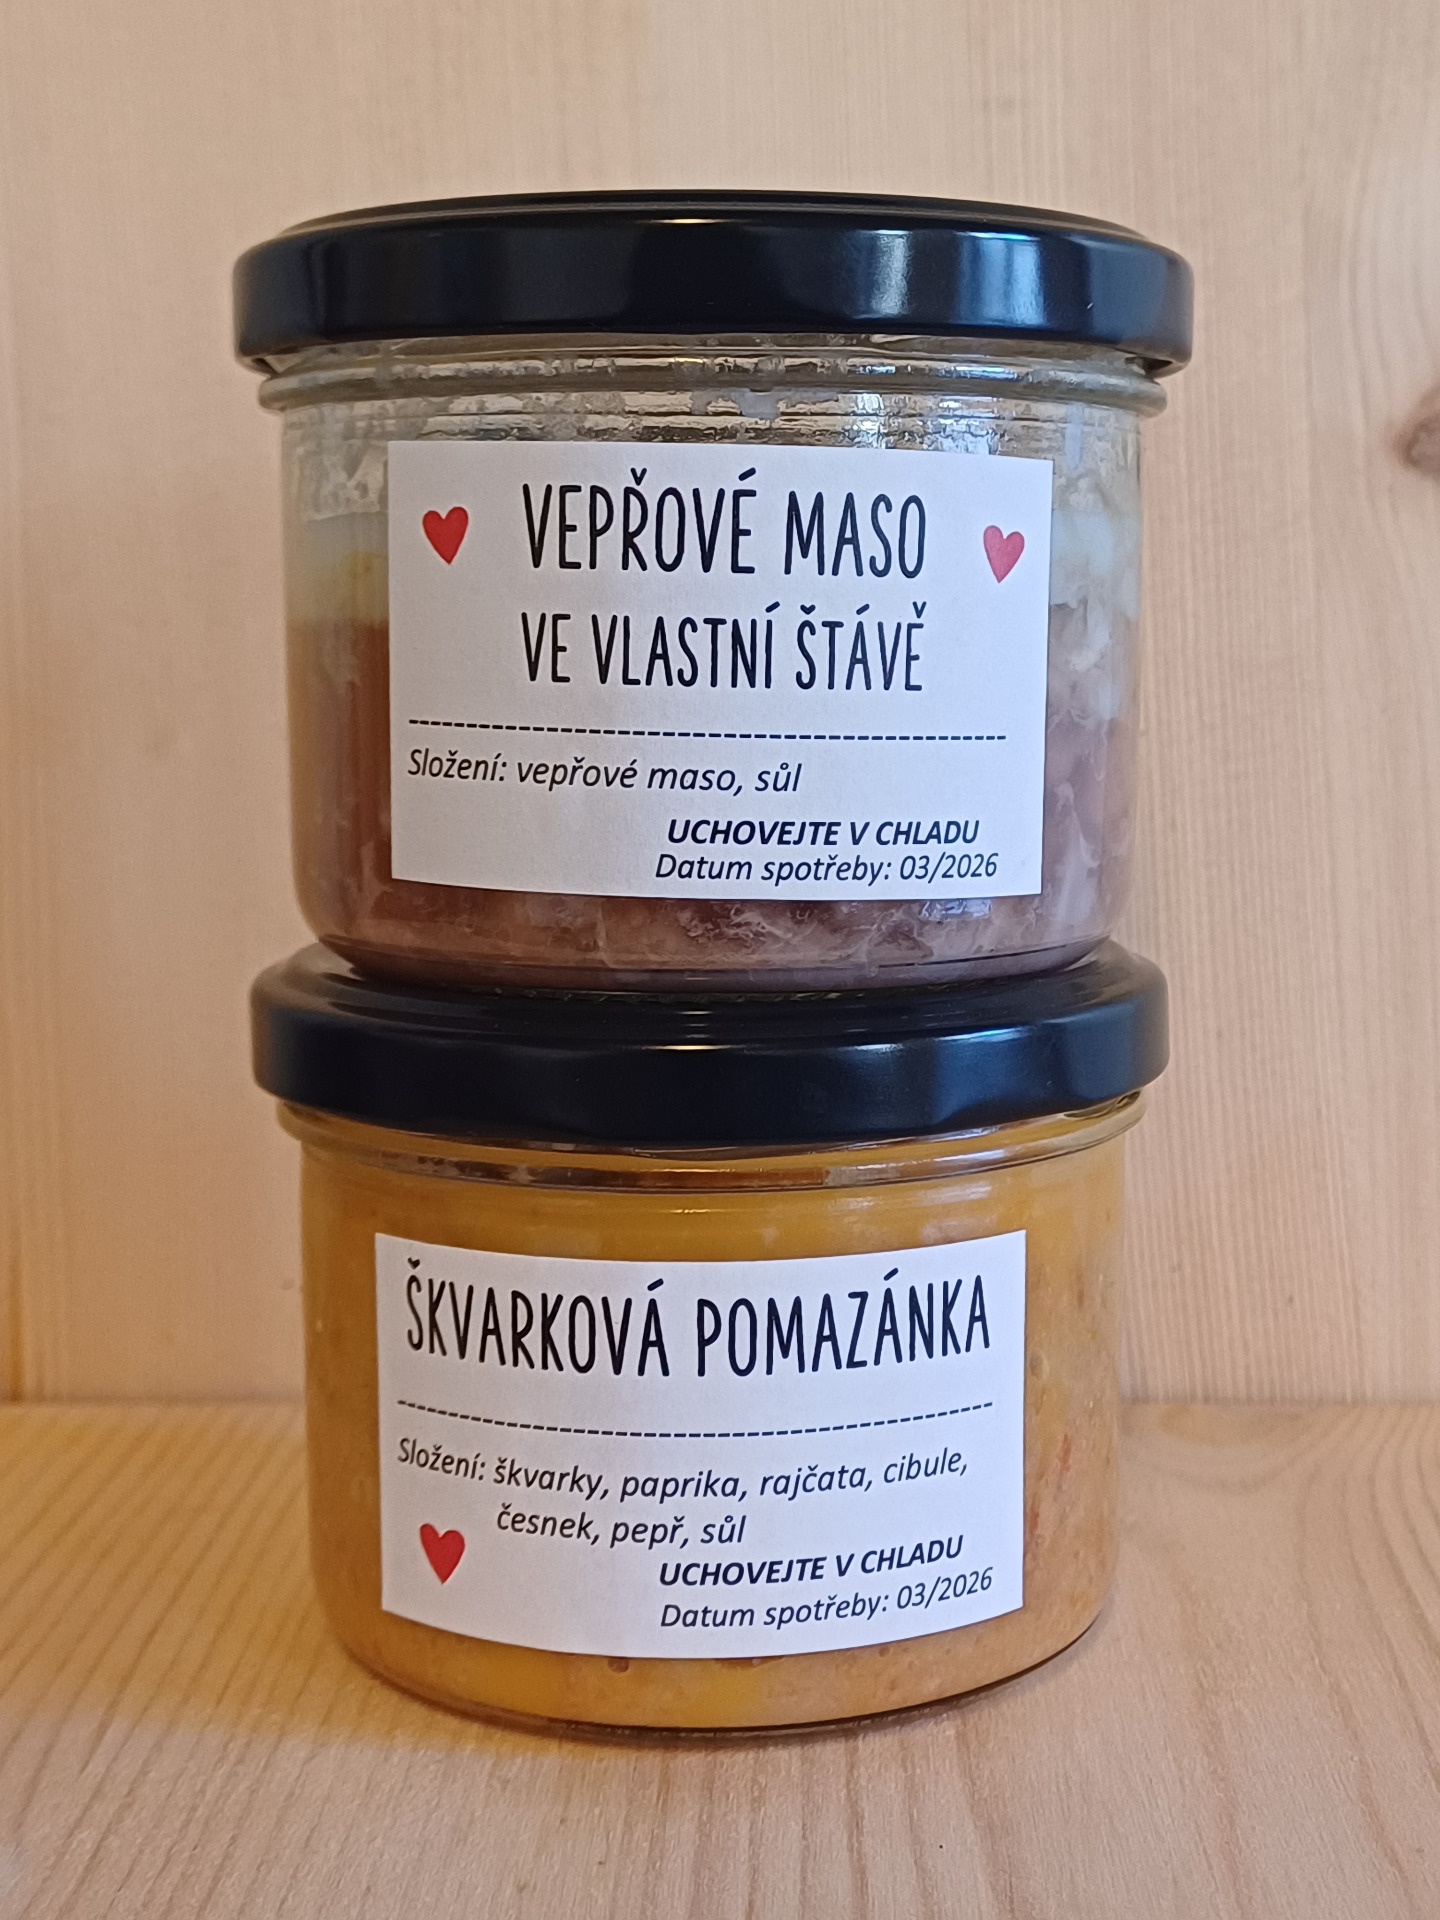 VEPŘOVÉ MASO
VE VLASTNÍ ŠTÁVĚ
Složení: vepřové maso, sůl
UCHOVEJTE V CHLADU
Datum spotřeby: 03/2026
ŠKVARKOVÁ POMAZÁNKA
Složení: škvarky, paprika, rajčata, cibule,
česnek, pepř, sůl
UCHOVEJTE V CHLADU
Datum spotřeby: 03/2026